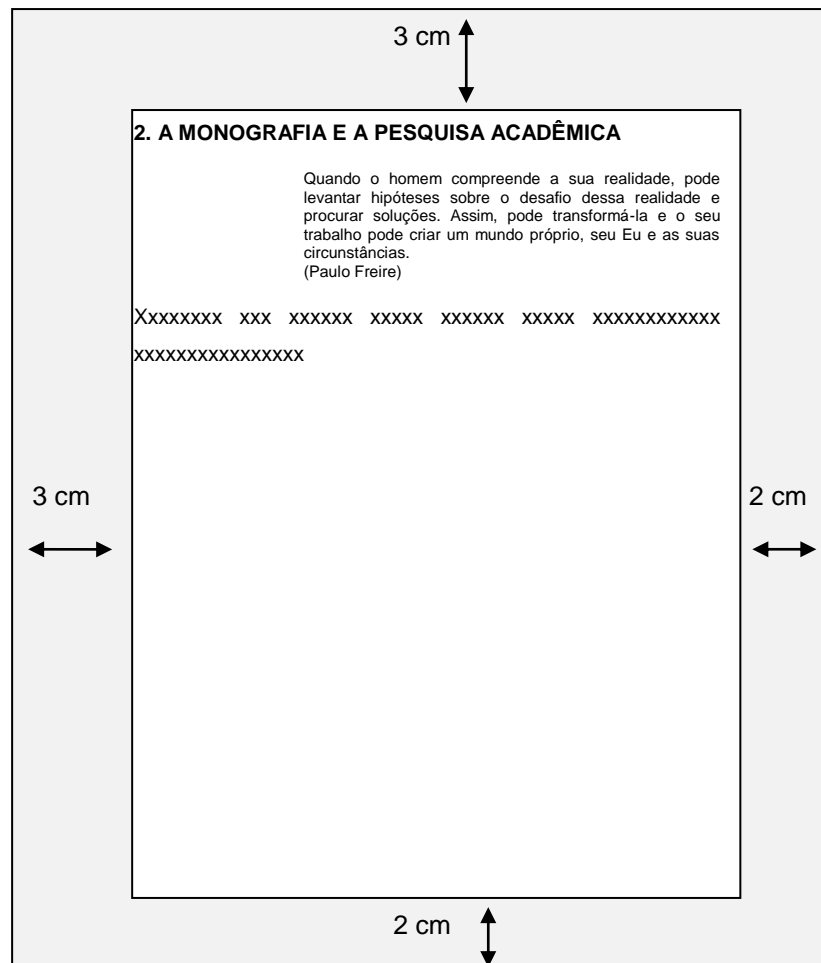 3 cm
2. A MONOGRAFIA E A PESQUISA ACADÊMICA
Quando o homem compreende a sua realidade, pode
levantar hipóteses sobre o desafio dessa realidade e
procurar soluções. Assim, pode transformá-la e o seu
trabalho pode criar um mundo próprio, seu Eu e as suas
circunstâncias.
(Paulo Freire)
Xxxxxxxx xxx xxxxxx xxxxx xxxxxx xxxxx xxxxxxxxxxxx
xxxxxxxxxxxxxxxx
3 cm
2 cm
2 cm